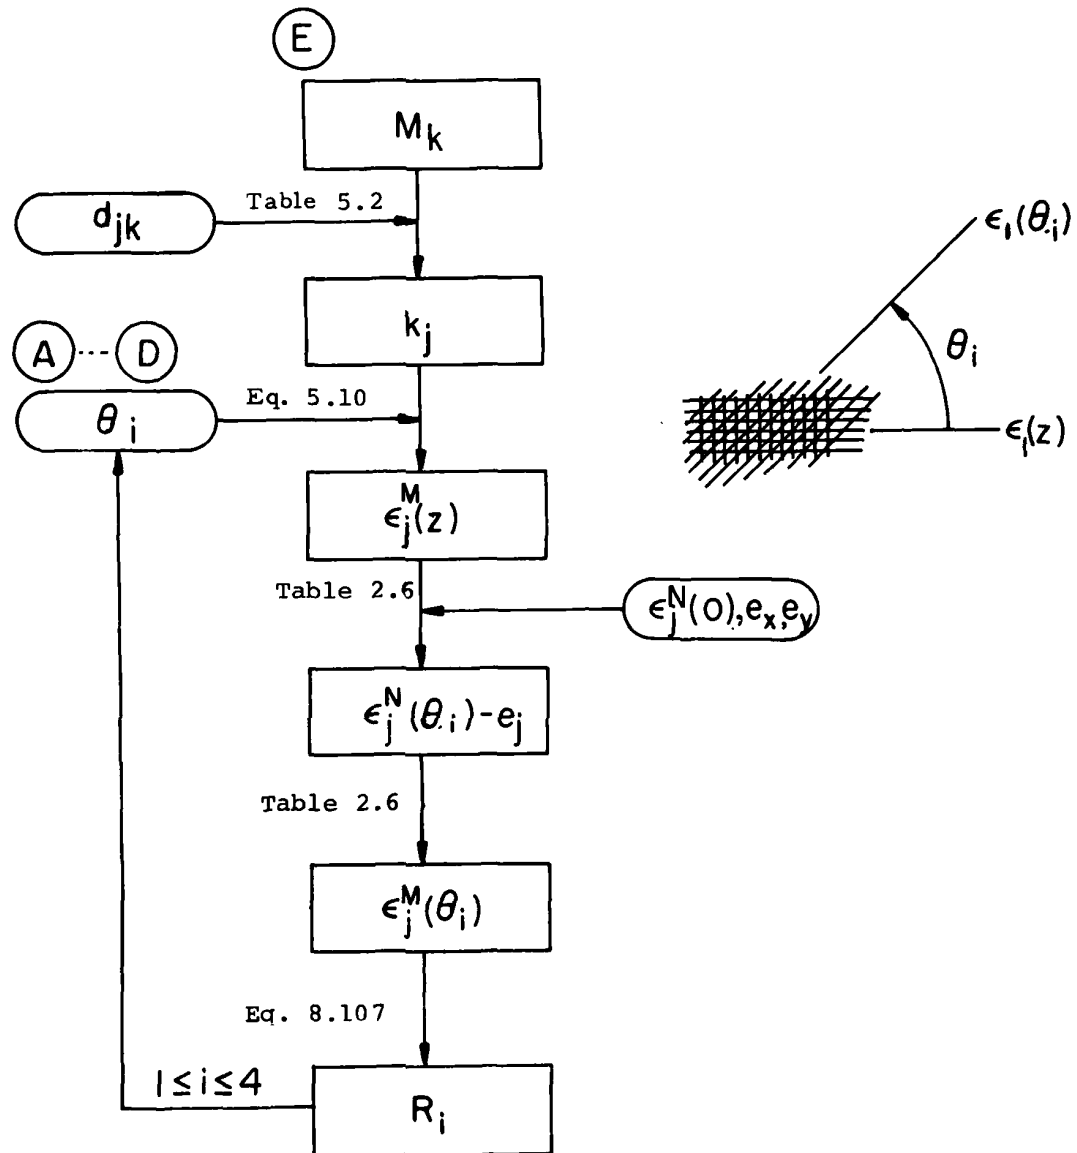 E
M_k
Table 5.2
d_jk
k_j
A ---- D
Eq. 5.10
θ_i
ε_j^M(z)
Table 2.6
ε_j^N(0), e_x, e_y
ε_j^N(θ_i) - e_j
Table 2.6
ε_j^M(θ_i)
Eq. 8.107
1 ≤ i ≤ 4
R_i
ε_1(θ_i)
θ_i
ε_1(z)